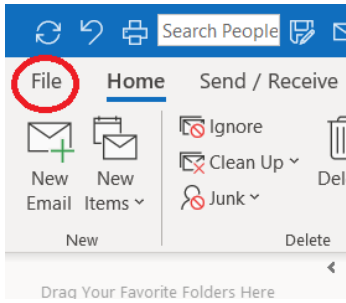 Search People
File Home Send / Receive
Ignore
Clean Up
Junk
New Email
New Items
New
Delete
Drag Your Favorite Folders Here